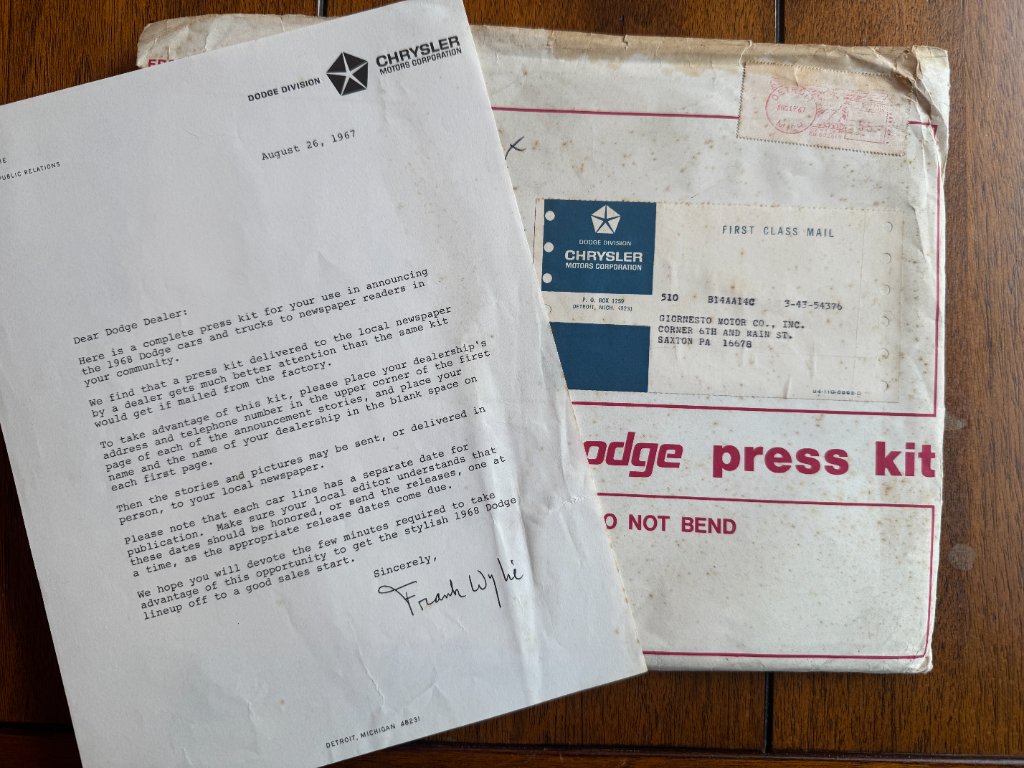 DODGE DIVISION
CHRYSLER
MOTORS CORPORATION
PUBLIC RELATIONS
August 26, 1967
Dear Dodge Dealer:
Here is a complete press kit for your use in announcing
the 1968 Dodge cars and trucks to newspaper readers in
your community.
We find that a press kit delivered to the local newspaper
by a dealer gets much better attention than the same kit
would get if mailed from the factory.
To take advantage of this kit, please place your dealership's
address and telephone number in the upper corner of the first
page of each of the announcement stories, and place your
name and the name of your dealership in the blank space on
each first page.
Then the stories and pictures may be sent, or delivered in
person, to your local newspaper.
Please note that each car line has a separate date for
publication. Make sure your local editor understands that
these dates should be honored, or send the releases, one at
a time, as the appropriate release dates come due.
We hope you will devote the few minutes required to take
advantage of this opportunity to get the stylish 1968 Dodge
lineup off to a good sales start.
Sincerely,
Frank Wylie
DETROIT, MICHIGAN 48231
DODGE DIVISION
CHRYSLER
MOTORS CORPORATION
P. O. BOX 1259
DETROIT, MICH. 48231
FIRST CLASS MAIL
510 B14AA14C 3-43-54376
GIORNESTO MOTOR CO., INC.
CORNER 6TH AND MAIN ST.
SAXTON PA 16678
odge press kit
O NOT BEND